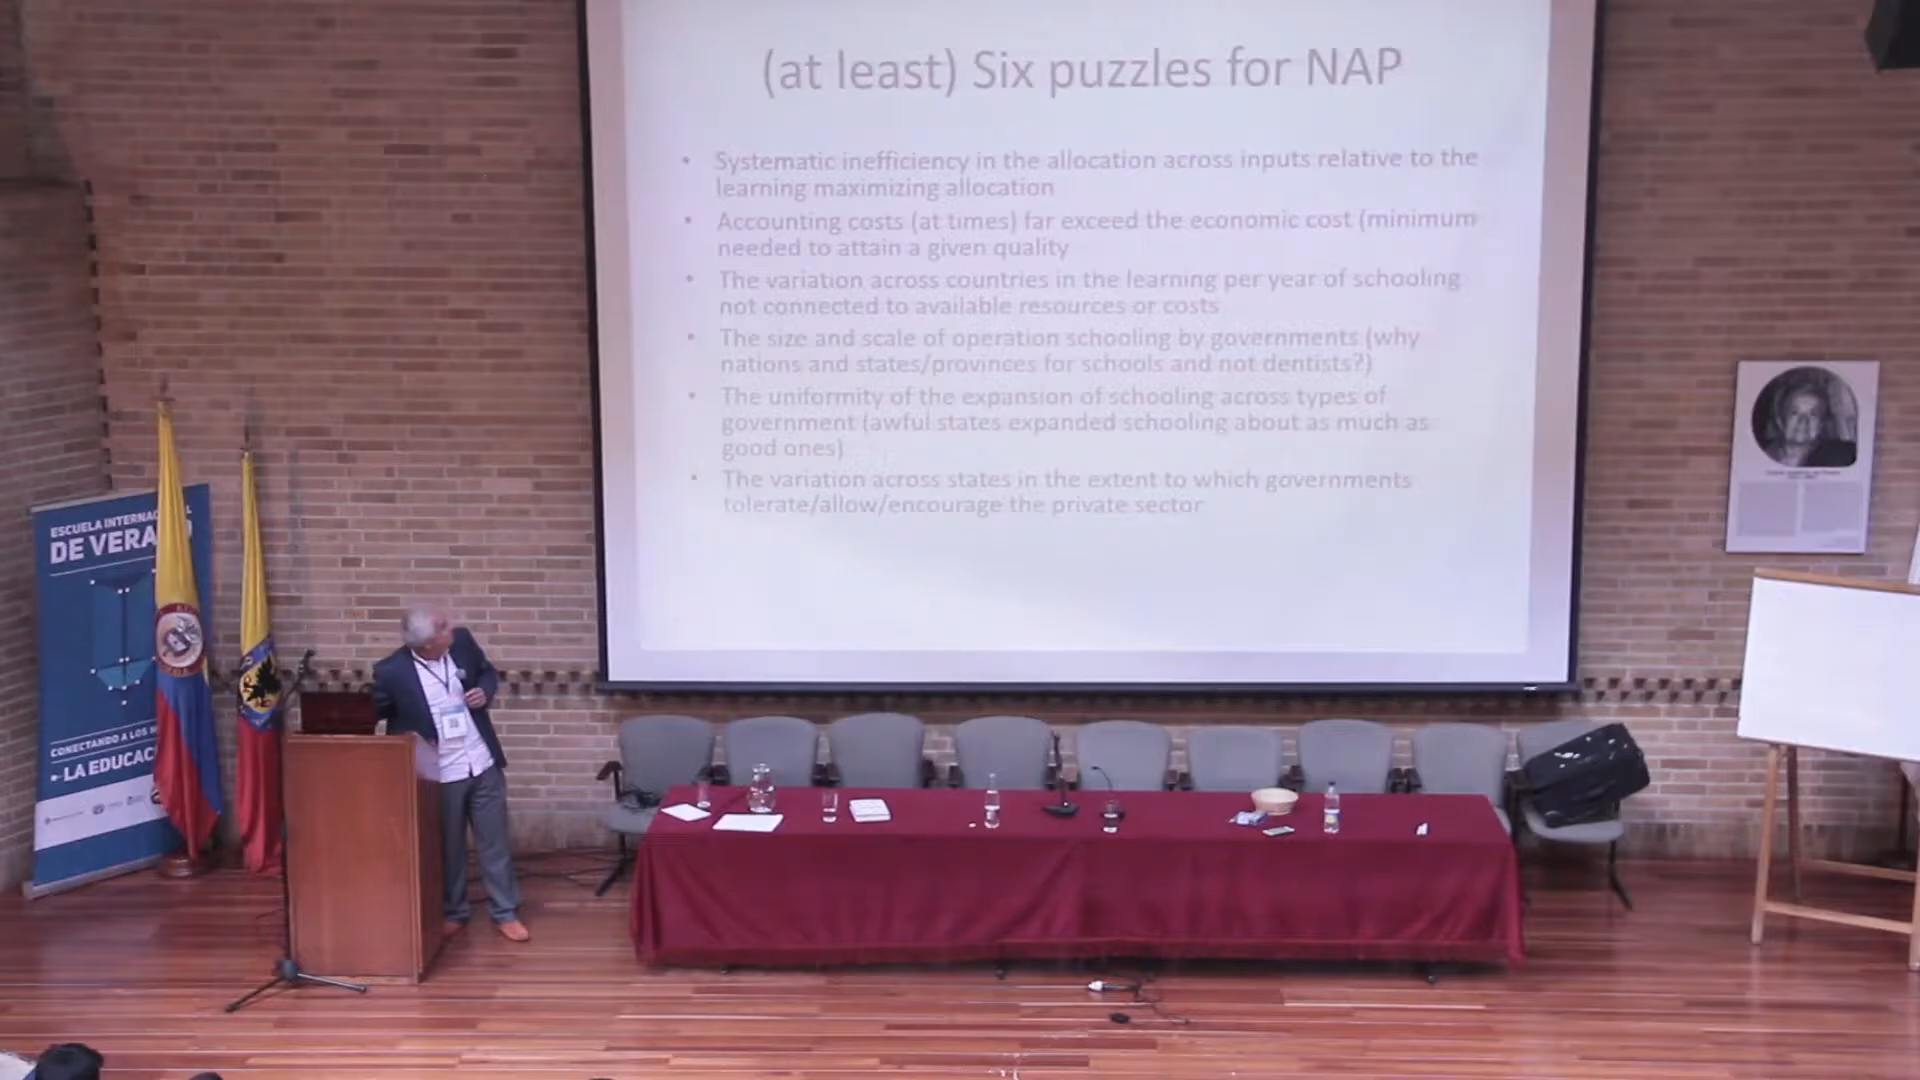 (at least) Six puzzles for NAP
• Systematic inefficiency in the allocation across inputs relative to the
learning maximizing allocation
• Accounting costs (at times) far exceed the economic cost (minimum
needed to attain a given quality
• The variation across countries in the learning per year of schooling
not connected to available resources or costs
• The size and scale of operation schooling by governments (why
nations and states/provinces for schools and not dentists?)
• The uniformity of the expansion of schooling across types of
government (awful states expanded schooling about as much as
good ones)
• The variation across states in the extent to which governments
tolerate/allow/encourage the private sector
ESCUELA
DE
CONECTANDO A LOS
LA